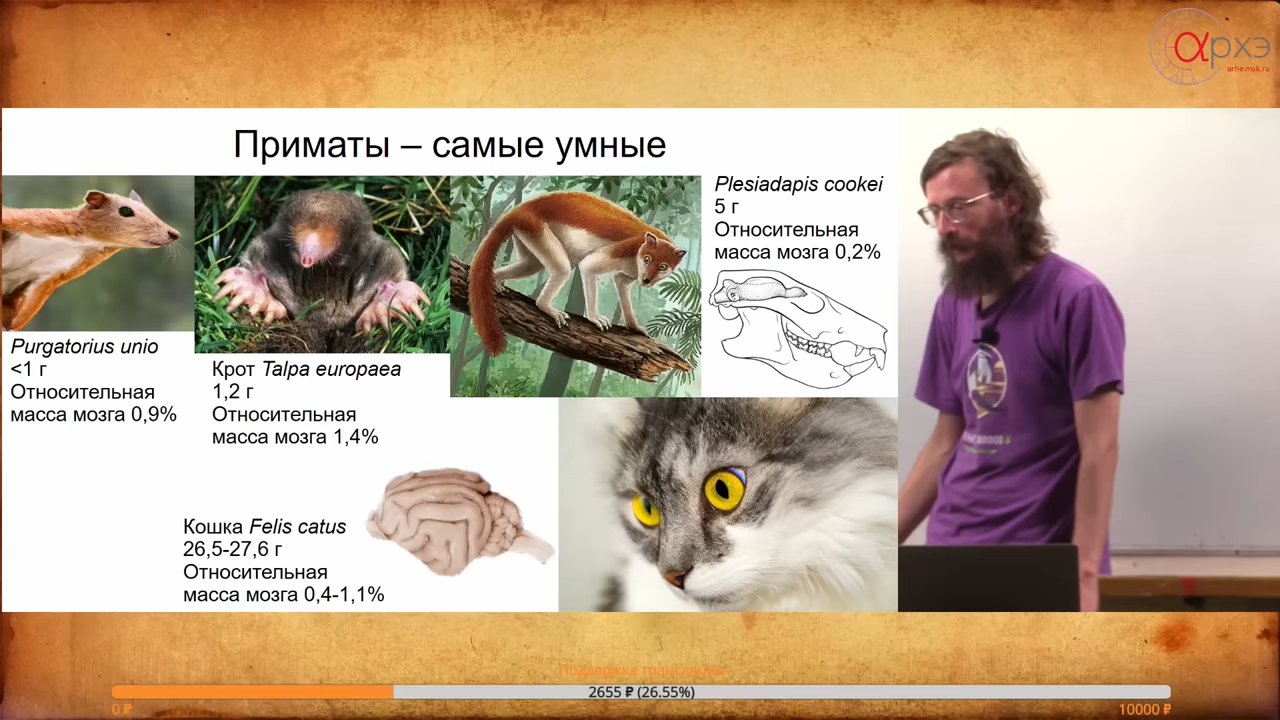 αрхэ
arhe.msk.ru
Приматы – самые умные
Plesiadapis cookei
5 г
Относительная
масса мозга 0,2%
Purgatorius unio
<1 г
Относительная
масса мозга 0,9%
Крот Talpa europaea
1,2 г
Относительная
масса мозга 1,4%
Кошка Felis catus
26,5-27,6 г
Относительная
масса мозга 0,4-1,1%
Поддержка трансляции
2655 ₽ (26.55%)
0 ₽
10000 ₽